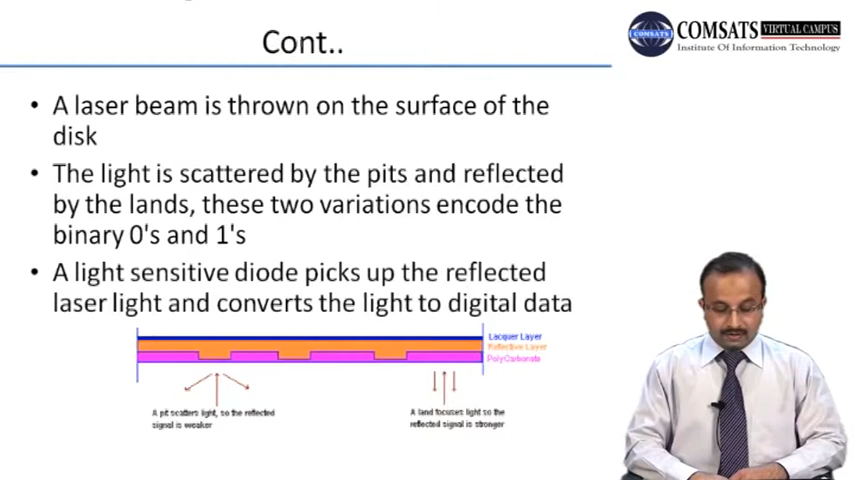 Cont..
COMSATS VIRTUAL CAMPUS
Institute Of Information Technology
COMSATS
• A laser beam is thrown on the surface of the
disk
• The light is scattered by the pits and reflected
by the lands, these two variations encode the
binary 0's and 1's
• A light sensitive diode picks up the reflected
laser light and converts the light to digital data
Lacquer Layer
Reflective Layer
PolyCarbonate
A pit scatters light, so the reflected
signal is weaker
A land focuses light so the
reflected signal is stronger